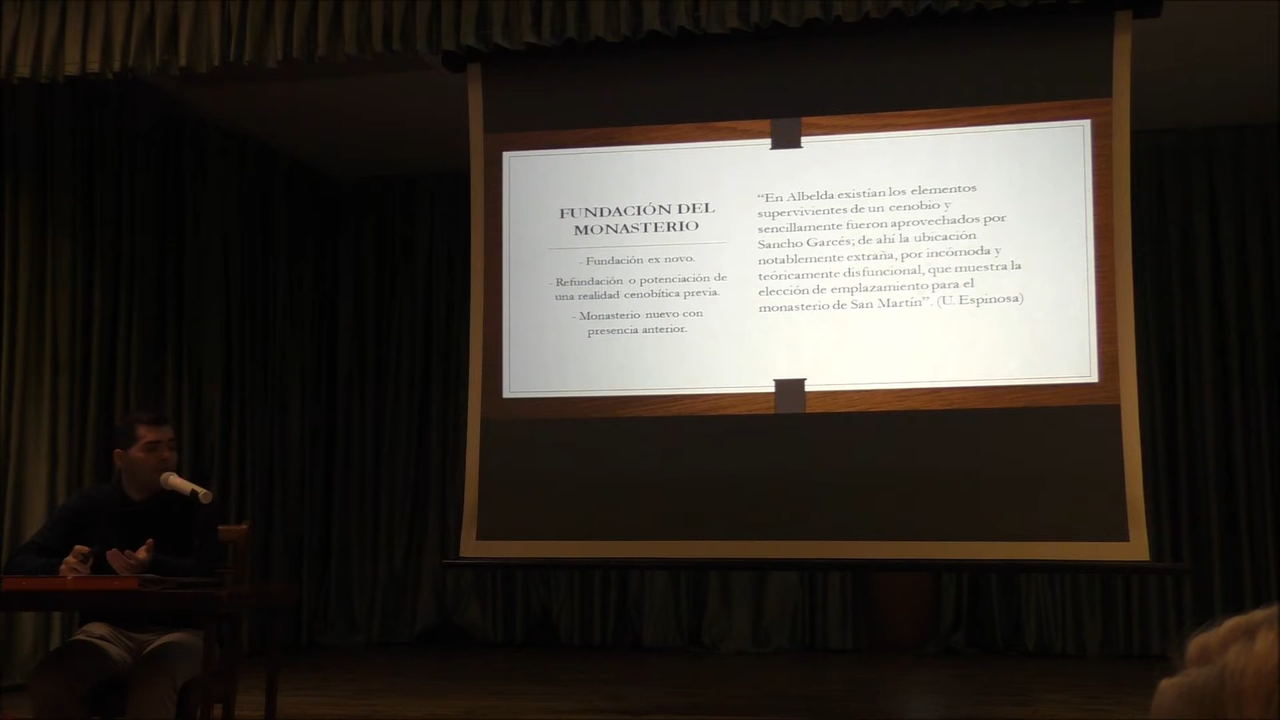 FUNDACIÓN DEL
MONASTERIO
- Fundación ex novo.
- Refundación o potenciación de
una realidad cenobítica previa.
- Monasterio nuevo con
presencia anterior.
“En Albelda existían los elementos
supervivientes de un cenobio y
sencillamente fueron aprovechados por
Sancho Garcés; de ahí la ubicación
notablemente extraña, por incómoda y
teóricamente disfuncional, que muestra la
elección de emplazamiento para el
monasterio de San Martín”. (U. Espinosa)